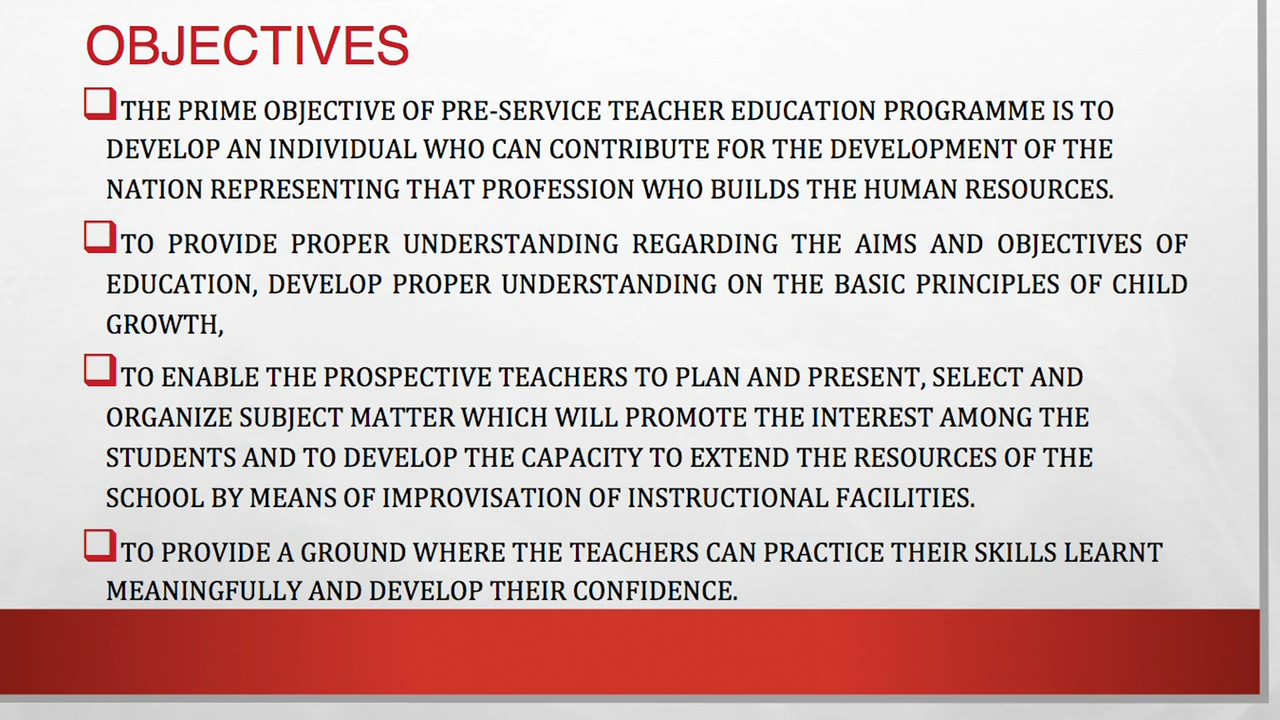 OBJECTIVES
THE PRIME OBJECTIVE OF PRE-SERVICE TEACHER EDUCATION PROGRAMME IS TO
DEVELOP AN INDIVIDUAL WHO CAN CONTRIBUTE FOR THE DEVELOPMENT OF THE
NATION REPRESENTING THAT PROFESSION WHO BUILDS THE HUMAN RESOURCES.
TO PROVIDE PROPER UNDERSTANDING REGARDING THE AIMS AND OBJECTIVES OF
EDUCATION, DEVELOP PROPER UNDERSTANDING ON THE BASIC PRINCIPLES OF CHILD
GROWTH,
TO ENABLE THE PROSPECTIVE TEACHERS TO PLAN AND PRESENT, SELECT AND
ORGANIZE SUBJECT MATTER WHICH WILL PROMOTE THE INTEREST AMONG THE
STUDENTS AND TO DEVELOP THE CAPACITY TO EXTEND THE RESOURCES OF THE
SCHOOL BY MEANS OF IMPROVISATION OF INSTRUCTIONAL FACILITIES.
TO PROVIDE A GROUND WHERE THE TEACHERS CAN PRACTICE THEIR SKILLS LEARNT
MEANINGFULLY AND DEVELOP THEIR CONFIDENCE.